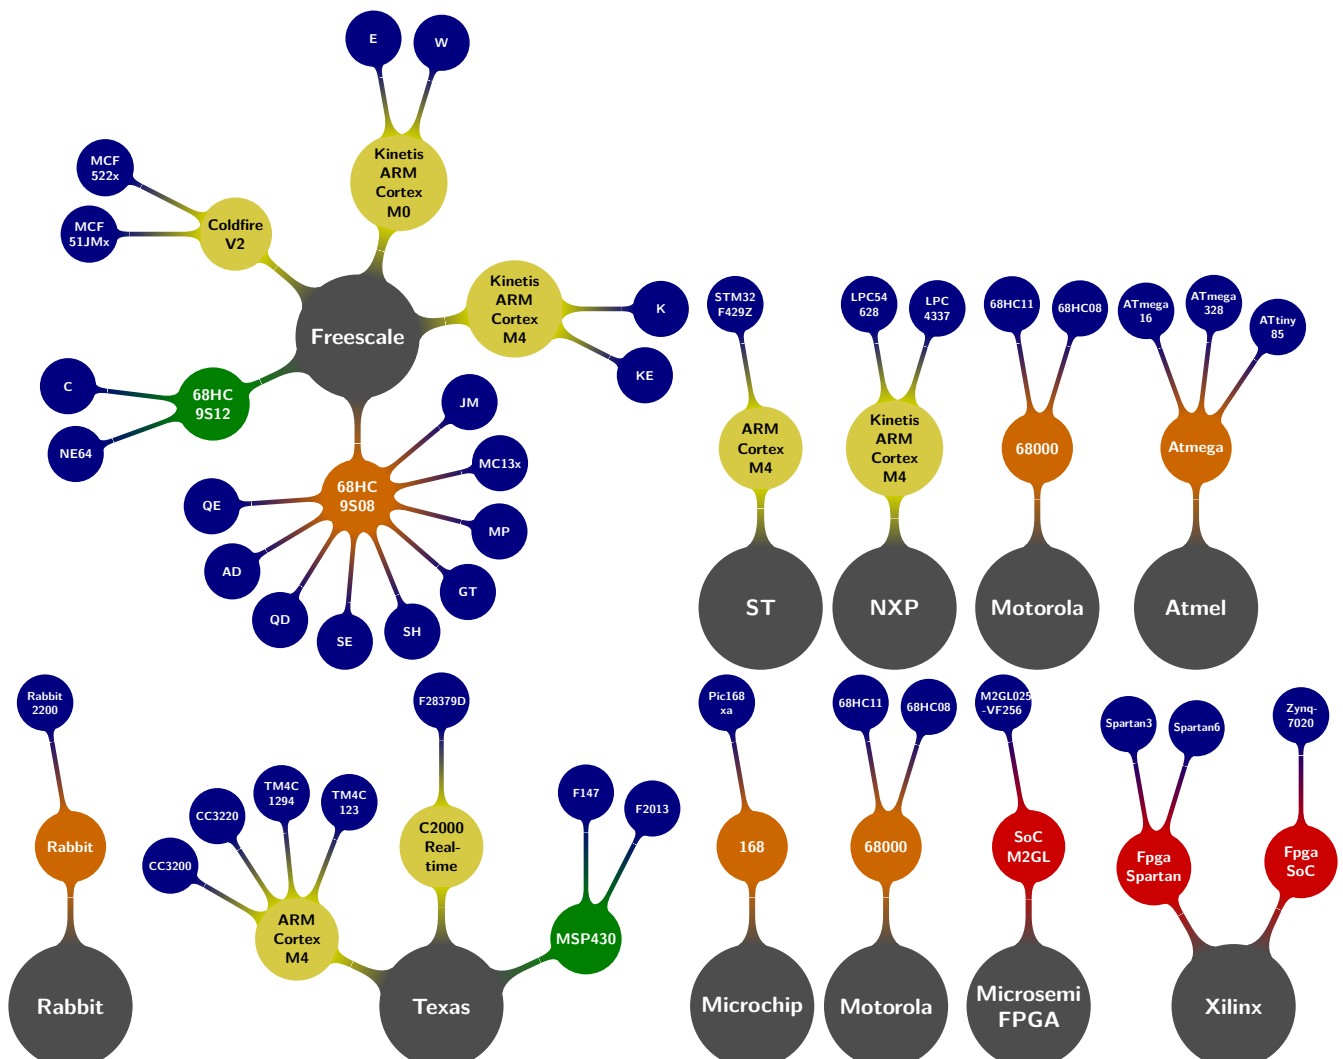 E
W
Kinetis
ARM
Cortex
M0
MCF
522x
MCF
51JMx
Coldfire
V2
Kinetis
ARM
Cortex
M4
K
KE
Freescale
C
NE64
68HC
9S12
68HC
9S08
JM
MC13x
MP
GT
SH
SE
QD
AD
QE
STM32
F429Z
ARM
Cortex
M4
ST
LPC54
628
LPC
4337
Kinetis
ARM
Cortex
M4
NXP
68HC11
68HC08
68000
Motorola
ATmega
16
ATmega
328
ATtiny
85
Atmega
Atmel
Rabbit
2200
Rabbit
Rabbit
CC3200
CC3220
TM4C
1294
TM4C
123
ARM
Cortex
M4
F28379D
C2000
Real-
time
F147
F2013
MSP430
Texas
Pic168
xa
168
Microchip
68HC11
68HC08
68000
Motorola
M2GL025
-VF256
SoC
M2GL
Microsemi
FPGA
Spartan3
Spartan6
Fpga
Spartan
Zynq-
7020
Fpga
SoC
Xilinx